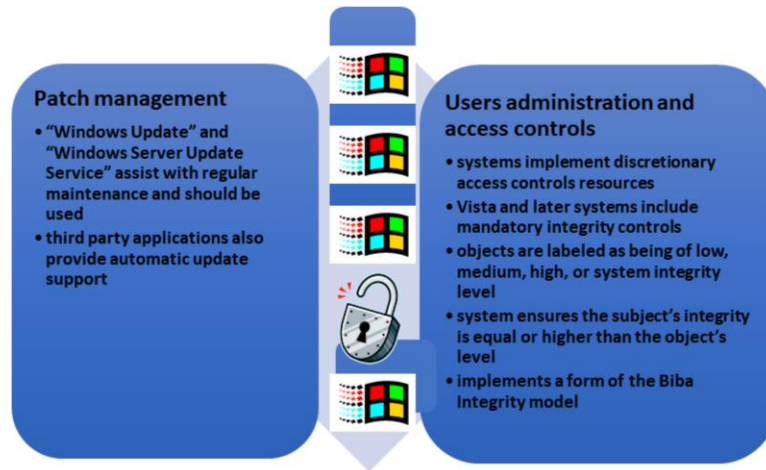 Patch management
• “Windows Update” and
“Windows Server Update
Service” assist with regular
maintenance and should be
used
• third party applications also
provide automatic update
support
Users administration and
access controls
• systems implement discretionary
access controls resources
• Vista and later systems include
mandatory integrity controls
• objects are labeled as being of low,
medium, high, or system integrity
level
• system ensures the subject’s integrity
is equal or higher than the object’s
level
• implements a form of the Biba
Integrity model